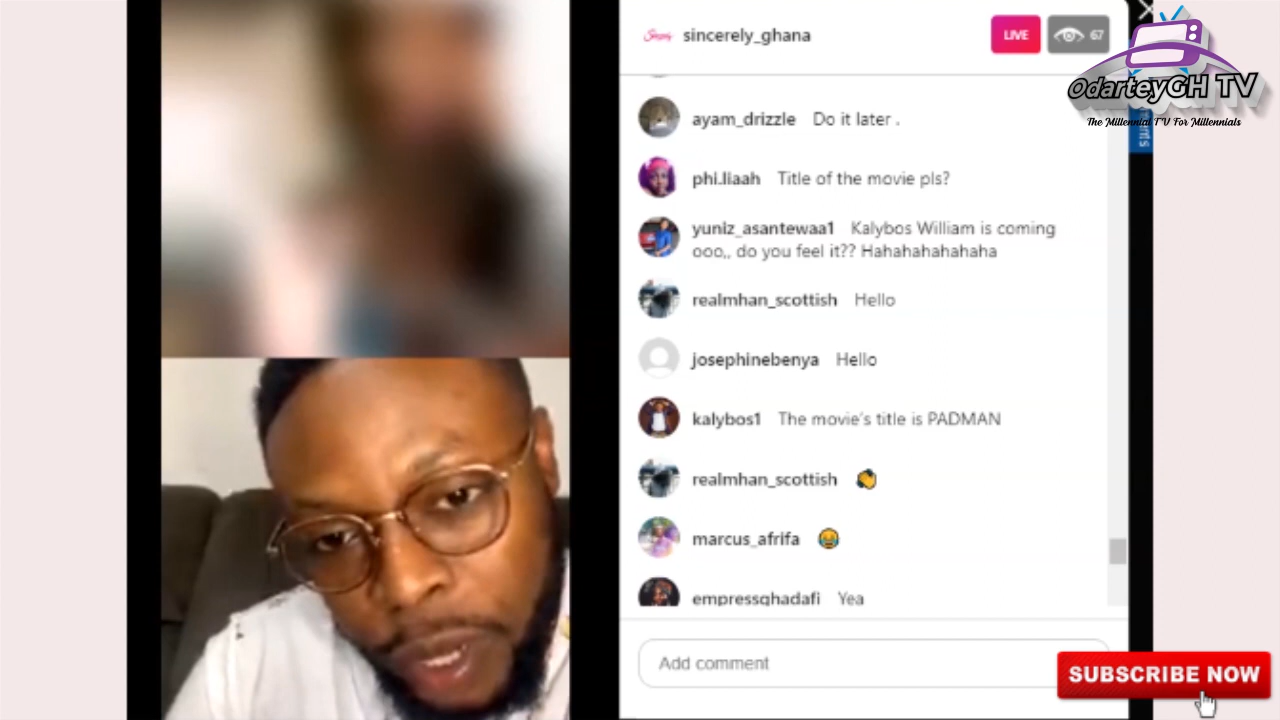 sincerely_ghana
LIVE
67
OdarteyGH TV
The Millennial TV For Millennials
ayam_drizzle Do it later .
phi.liaah Title of the movie pls?
yuniz_asantewaa1 Kalybos William is coming
ooo,, do you feel it?? Hahahahahahaha
realmhan_scottish Hello
josephinebenya Hello
kalybos1 The movie's title is PADMAN
realmhan_scottish 👏
marcus_afrifa 😂
empressghadafi Yea
Add comment
SUBSCRIBE NOW